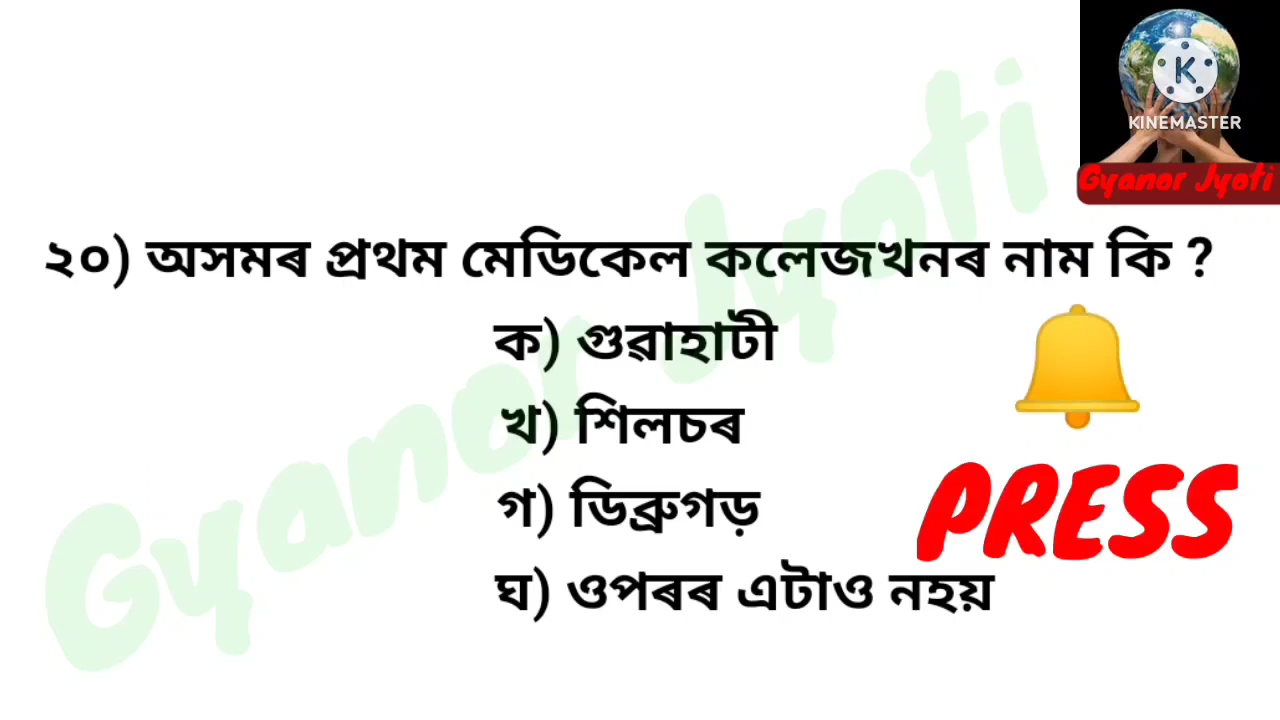 KINEMASTER
Gyanor Jyoti
২০) অসমৰ প্ৰথম মেডিকেল কলেজখনৰ নাম কি ?
ক) গুৱাহাটী
খ) শিলচৰ
গ) ডিব্ৰুগড়
ঘ) ওপৰৰ এটাও নহয়
PRESS
Gyanor Jyoti